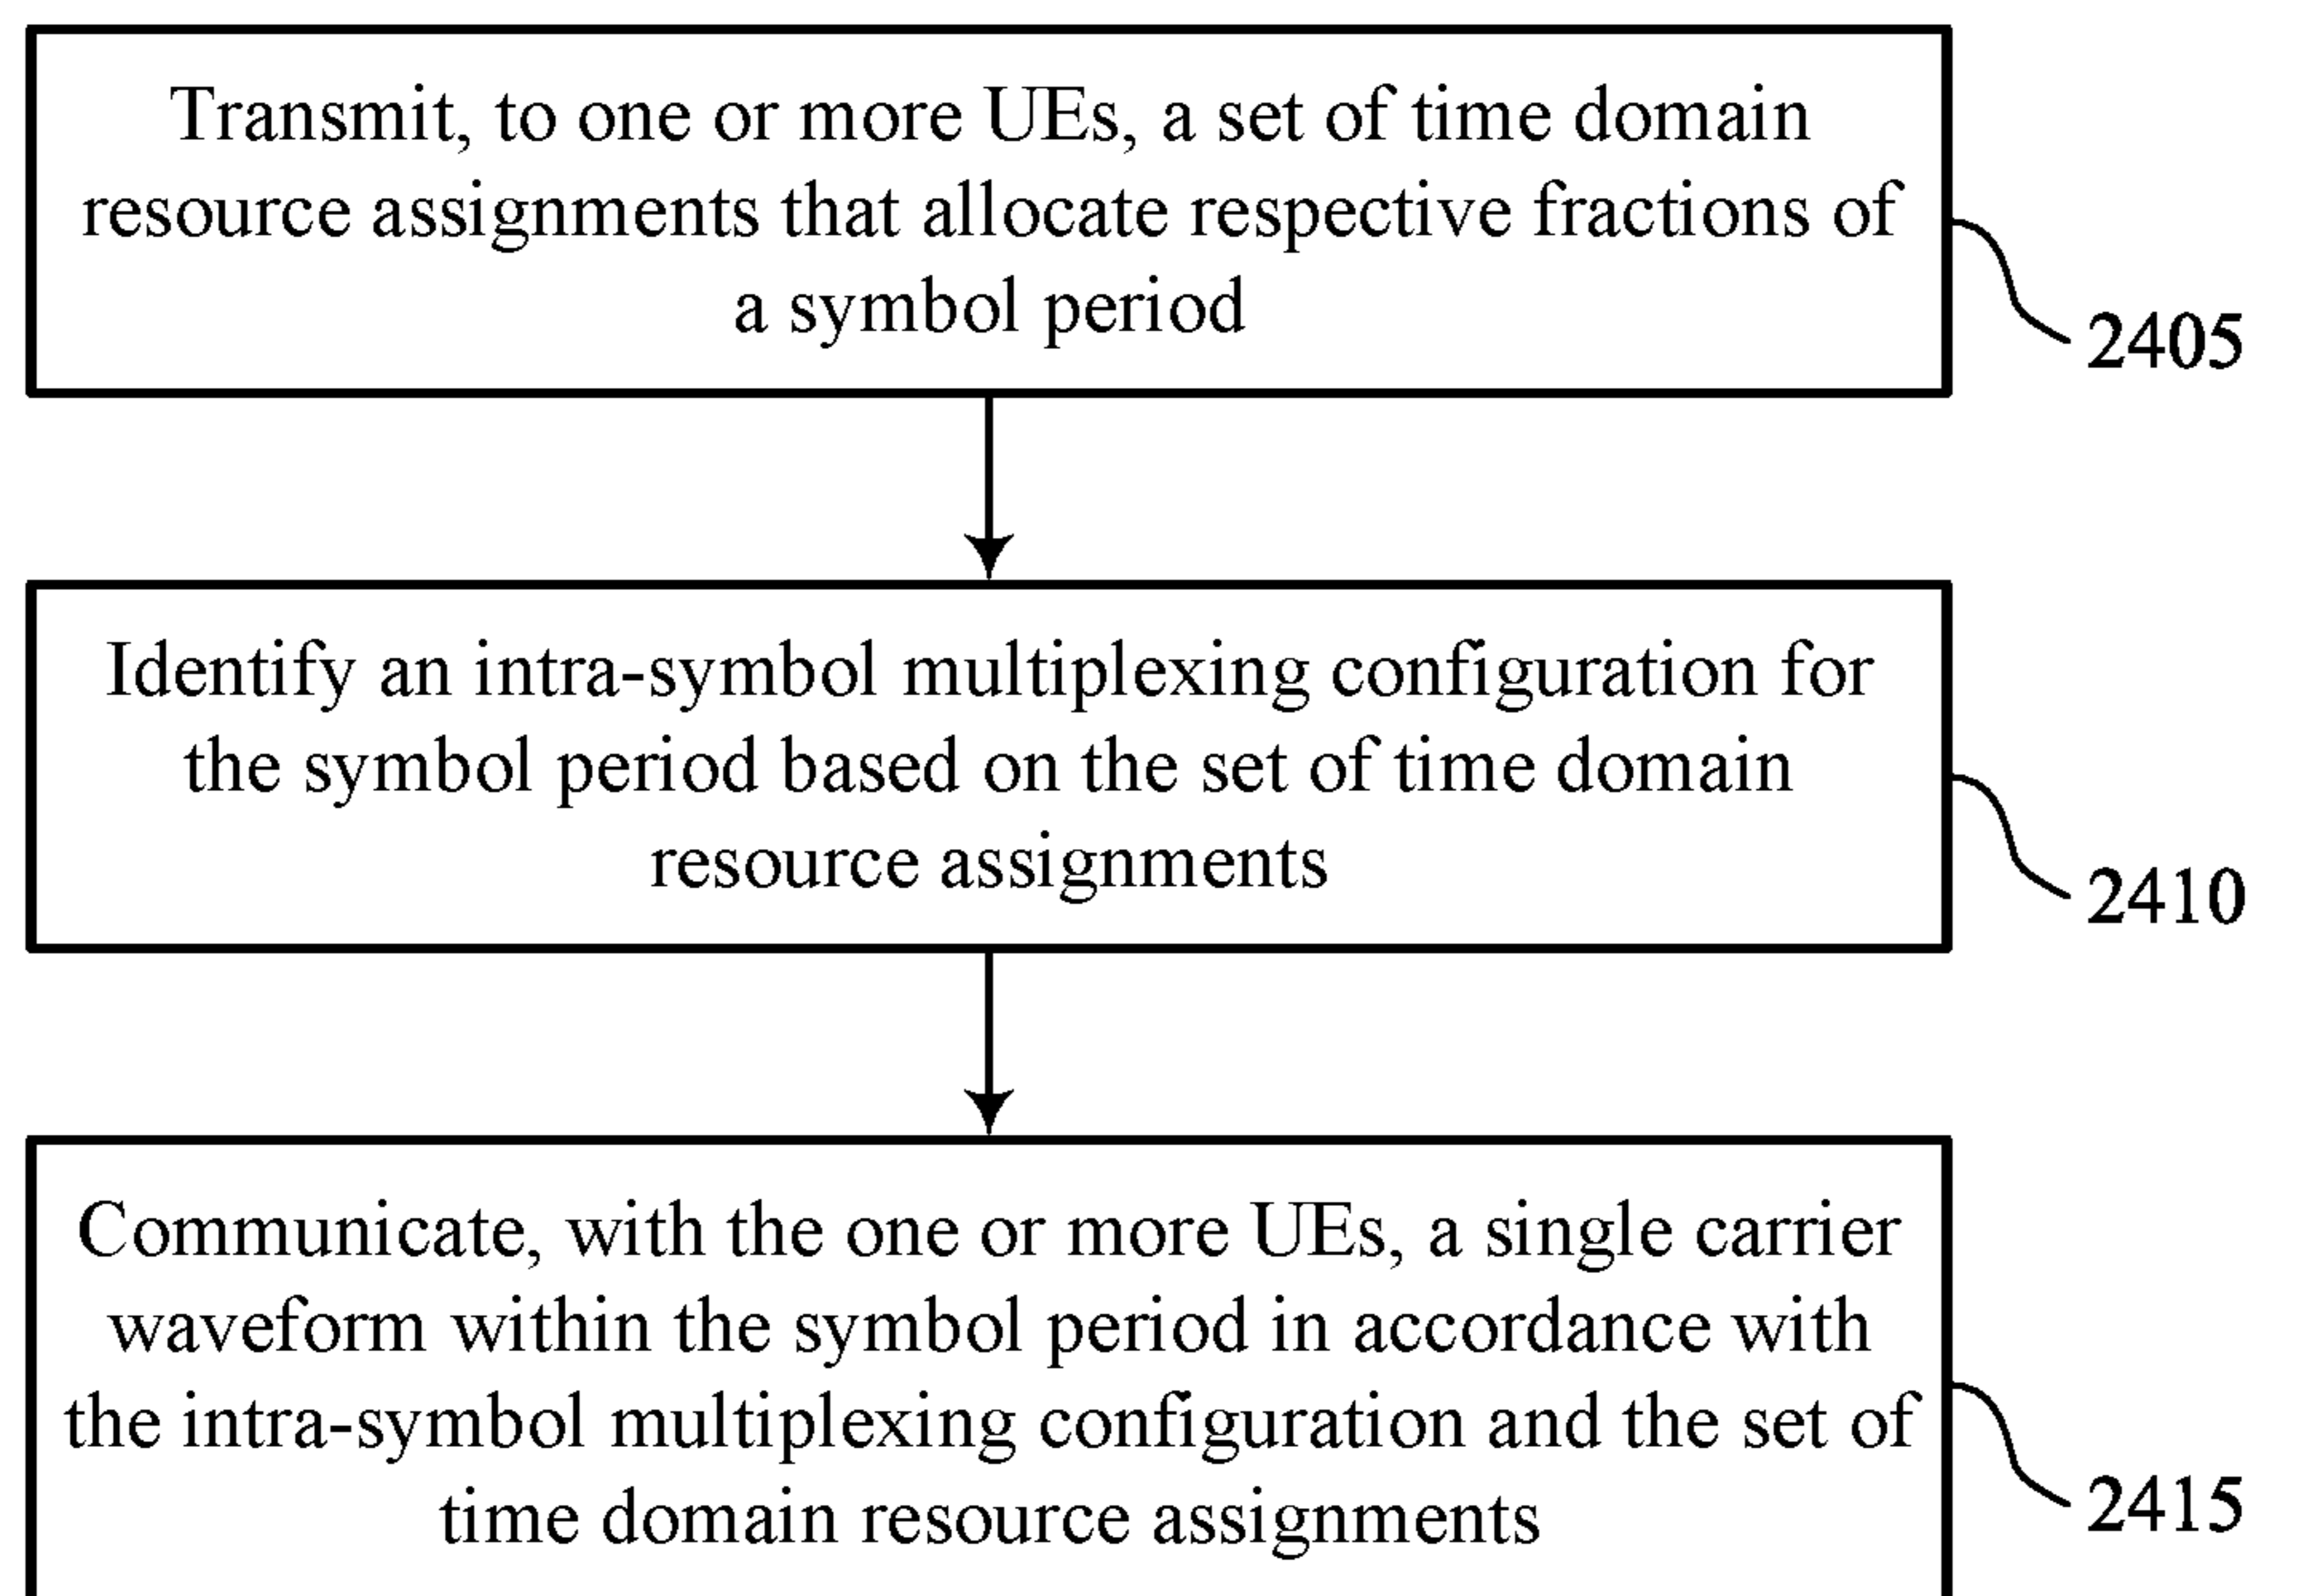 Transmit, to one or more UEs, a set of time domain
resource assignments that allocate respective fractions of
a symbol period
2405
Identify an intra-symbol multiplexing configuration for
the symbol period based on the set of time domain
resource assignments
2410
Communicate, with the one or more UEs, a single carrier
waveform within the symbol period in accordance with
the intra-symbol multiplexing configuration and the set of
time domain resource assignments
2415